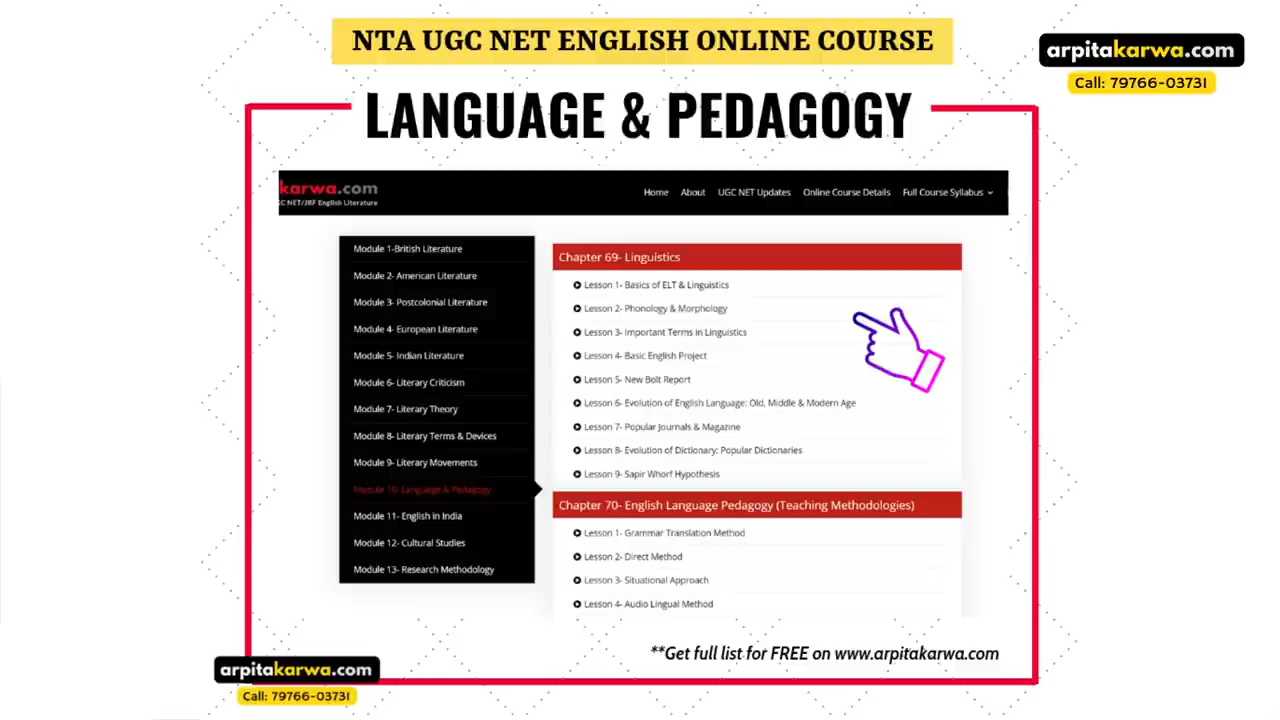 NTA UGC NET ENGLISH ONLINE COURSE
arpitakarwa.com
Call: 79766-03731
LANGUAGE & PEDAGOGY
karwa.com
GC NET/JRF English Literature
Home About UGC NET Updates Online Course Details Full Course Syllabus
Module 1-British Literature
Module 2- American Literature
Module 3- Postcolonial Literature
Module 4- European Literature
Module 5- Indian Literature
Module 6- Literary Criticism
Module 7- Literary Theory
Module 8- Literary Terms & Devices
Module 9- Literary Movements
Module 10- Language & Pedagogy
Module 11- English in India
Module 12- Cultural Studies
Module 13- Research Methodology
Chapter 69- Linguistics
Lesson 1- Basics of ELT & Linguistics
Lesson 2- Phonology & Morphology
Lesson 3- Important Terms in Linguistics
Lesson 4- Basic English Project
Lesson 5- New Bolt Report
Lesson 6- Evolution of English Language: Old, Middle & Modern Age
Lesson 7- Popular Journals & Magazine
Lesson 8- Evolution of Dictionary: Popular Dictionaries
Lesson 9- Sapir Whorf Hypothesis
Chapter 70- English Language Pedagogy (Teaching Methodologies)
Lesson 1- Grammar Translation Method
Lesson 2- Direct Method
Lesson 3- Situational Approach
Lesson 4- Audio Lingual Method
**Get full list for FREE on www.arpitakarwa.com
arpitakarwa.com
Call: 79766-03731